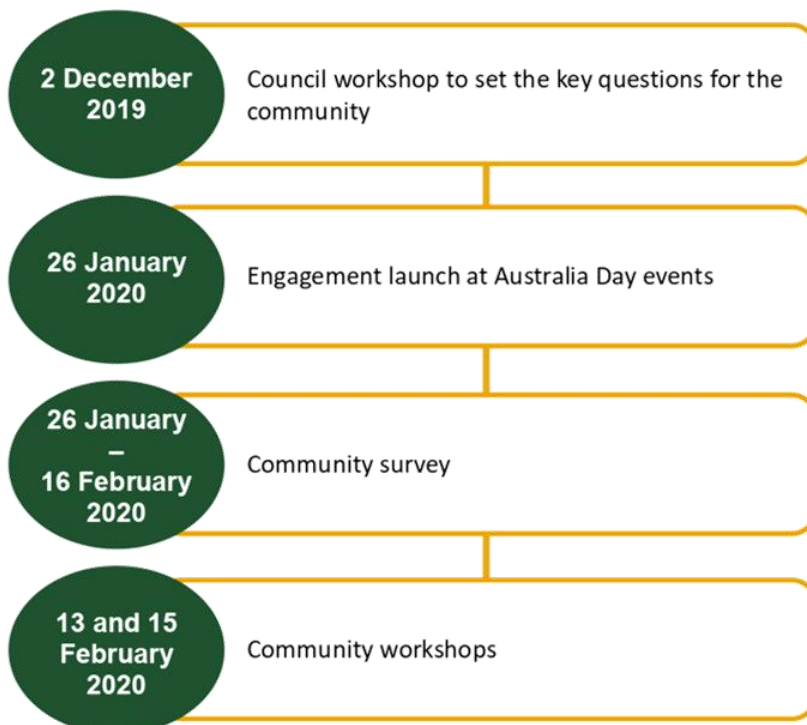 2 December
2019
Council workshop to set the key questions for the
community
26 January
2020
Engagement launch at Australia Day events
26 January
–
16 February
2020
Community survey
13 and 15
February
2020
Community workshops